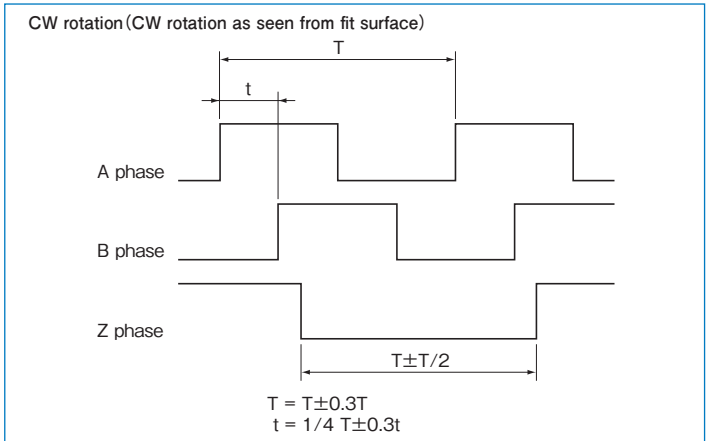 CW rotation(CW rotation as seen from fit surface)
T
t
A phase
B phase
Z phase
T±T/2
T = T±0.3T
t = 1/4 T±0.3t